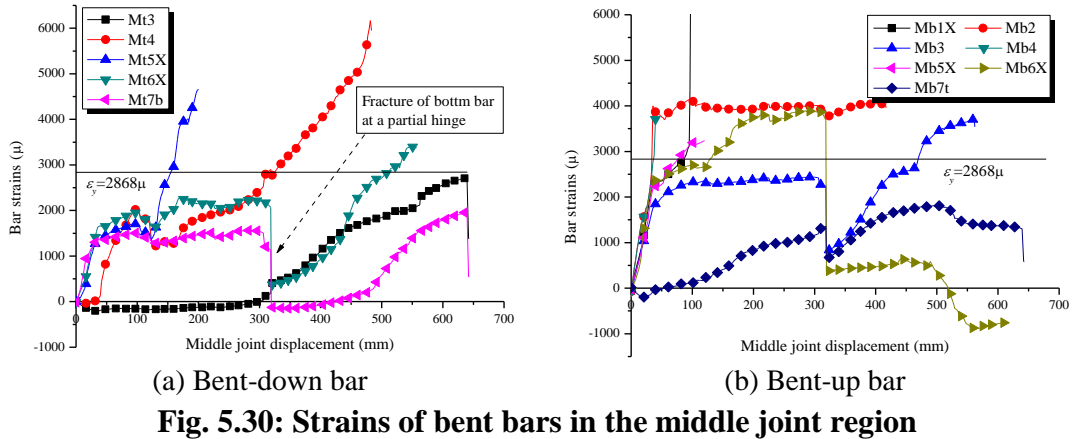 6000
5000
4000
3000
2000
1000
0
-1000
0 100 200 300 400 500 600 700
Bar strains (μ)
Middle joint displacement (mm)
Mt3
Mt4
Mt5X
Mt6X
Mt7b
Fracture of bottm bar
at a partial hinge
εy=2868μ
(a) Bent-down bar
6000
5000
4000
3000
2000
1000
0
-1000
0 100 200 300 400 500 600 700
Bar strains (μ)
Middle joint displacement (mm)
Mb1X Mb2
Mb3 Mb4
Mb5X Mb6X
Mb7t
εy=2868μ
(b) Bent-up bar
Fig. 5.30: Strains of bent bars in the middle joint region